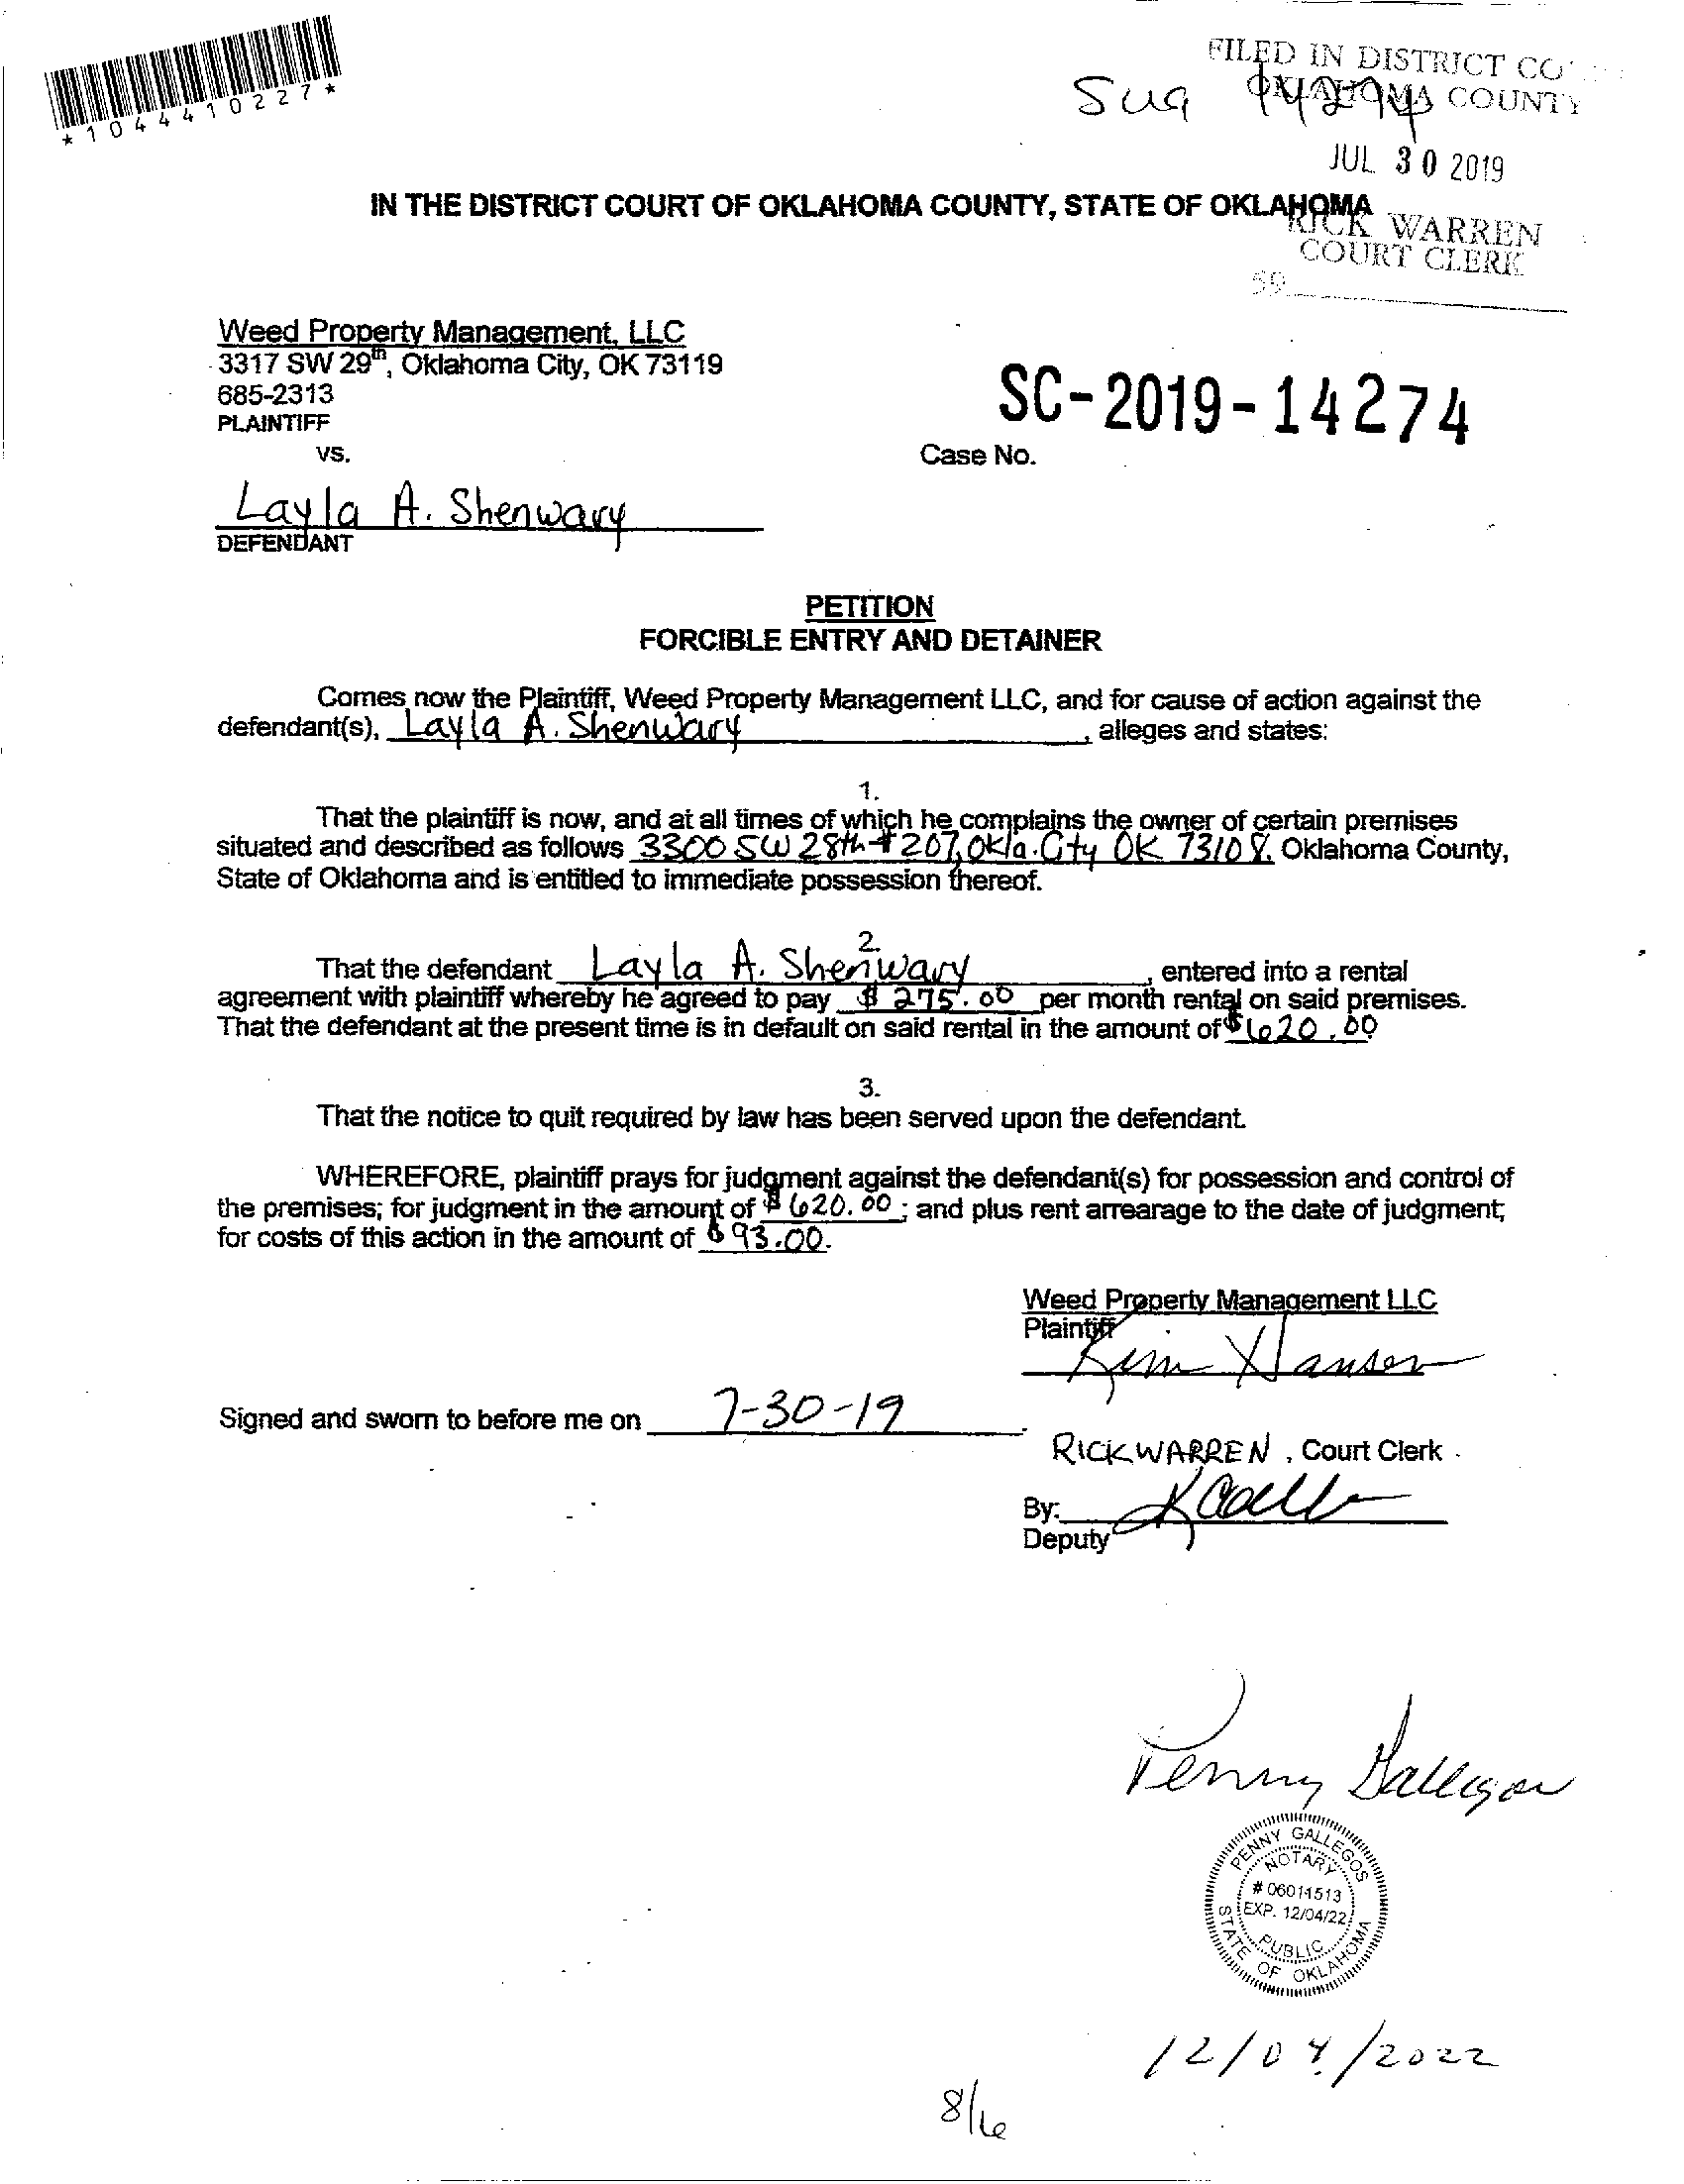 *1044410227*
FILED IN DISTRICT
OKLAHOMA COUNTY
JUL 30 2019
IN THE DISTRICT COURT OF OKLAHOMA COUNTY, STATE OF OKLAHOMA
RICK WARREN
COURT CLERK
59
Weed Property Management, LLC
3317 SW 29th, Oklahoma City, OK 73119
685-2313
PLAINTIFF
vs.
SC-2019-14274
Case No.
Layla A. Shenwary
DEFENDANT
PETITION
FORCIBLE ENTRY AND DETAINER
Comes now the Plaintiff, Weed Property Management LLC, and for cause of action against the
defendant(s), Layla A. Shenwary, alleges and states:
1.
That the plaintiff is now, and at all times of which he complains the owner of certain premises
situated and described as follows 3300 SW 28th #207, Okla. City OK 73108. Oklahoma County,
State of Oklahoma and is entitled to immediate possession thereof.
2.
That the defendant Layla A. Shenwary, entered into a rental
agreement with plaintiff whereby he agreed to pay $275.00 per month rental on said premises.
That the defendant at the present time is in default on said rental in the amount of $620.00
3.
That the notice to quit required by law has been served upon the defendant.
WHEREFORE, plaintiff prays for judgment against the defendant(s) for possession and control of
the premises; for judgment in the amount of $620.00; and plus rent arrearage to the date of judgment;
for costs of this action in the amount of $93.00.
Weed Property Management LLC
Plaintiff
Kim Hansen
Signed and sworn to before me on 7-30-19
RICK WARREN, Court Clerk
By:
Deputy
Penny Gallegos
PENNY GALLEGOS
NOTARY
# 06011513
EXP. 12/04/22
PUBLIC
STATE OF OKLAHOMA
12/04/2022
8/6